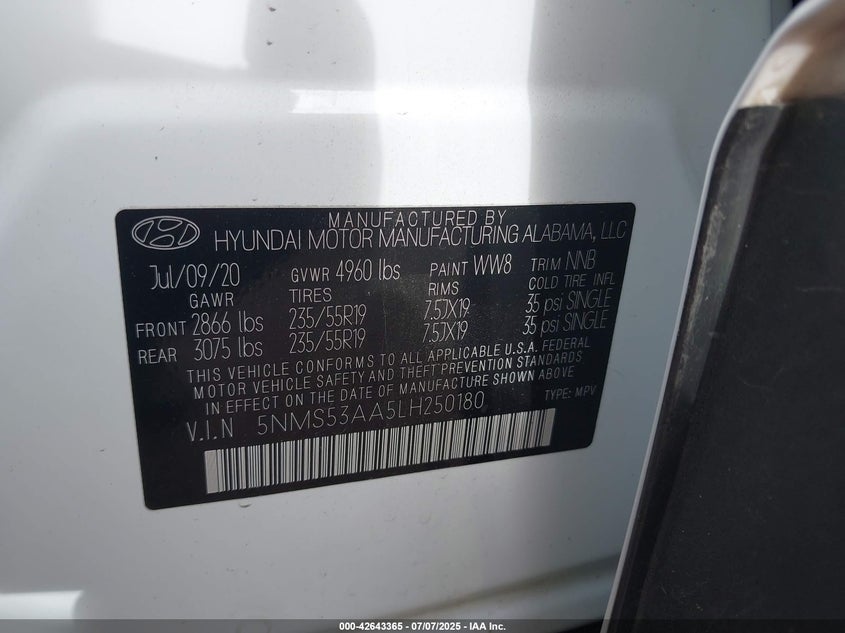 MANUFACTURED BY
HYUNDAI MOTOR MANUFACTURING ALABAMA, LLC
Jul/09/20 GVWR 4960 lbs PAINT WW8 TRIM NNB
GAWR TIRES RIMS COLD TIRE INFL
FRONT 2866 lbs 235/55R19 7.5JX19 35 psi SINGLE
REAR 3075 lbs 235/55R19 7.5JX19 35 psi SINGLE
THIS VEHICLE CONFORMS TO ALL APPLICABLE U.S.A. FEDERAL
MOTOR VEHICLE SAFETY AND THEFT PREVENTION STANDARDS
IN EFFECT ON THE DATE OF MANUFACTURE SHOWN ABOVE
V.I.N 5NMS53AA5LH250180 TYPE: MPV
000-42643365 - 07/07/2025 - IAA Inc.